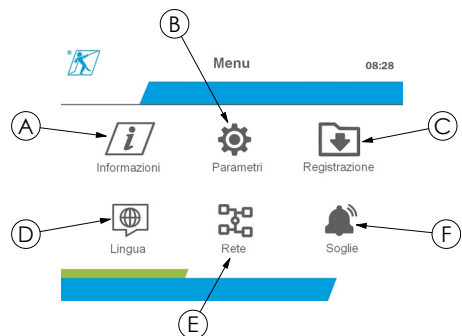 B
Menu
08:28
A
C
Informazioni
Parametri
Registrazione
D
F
Lingua
Rete
Soglie
E